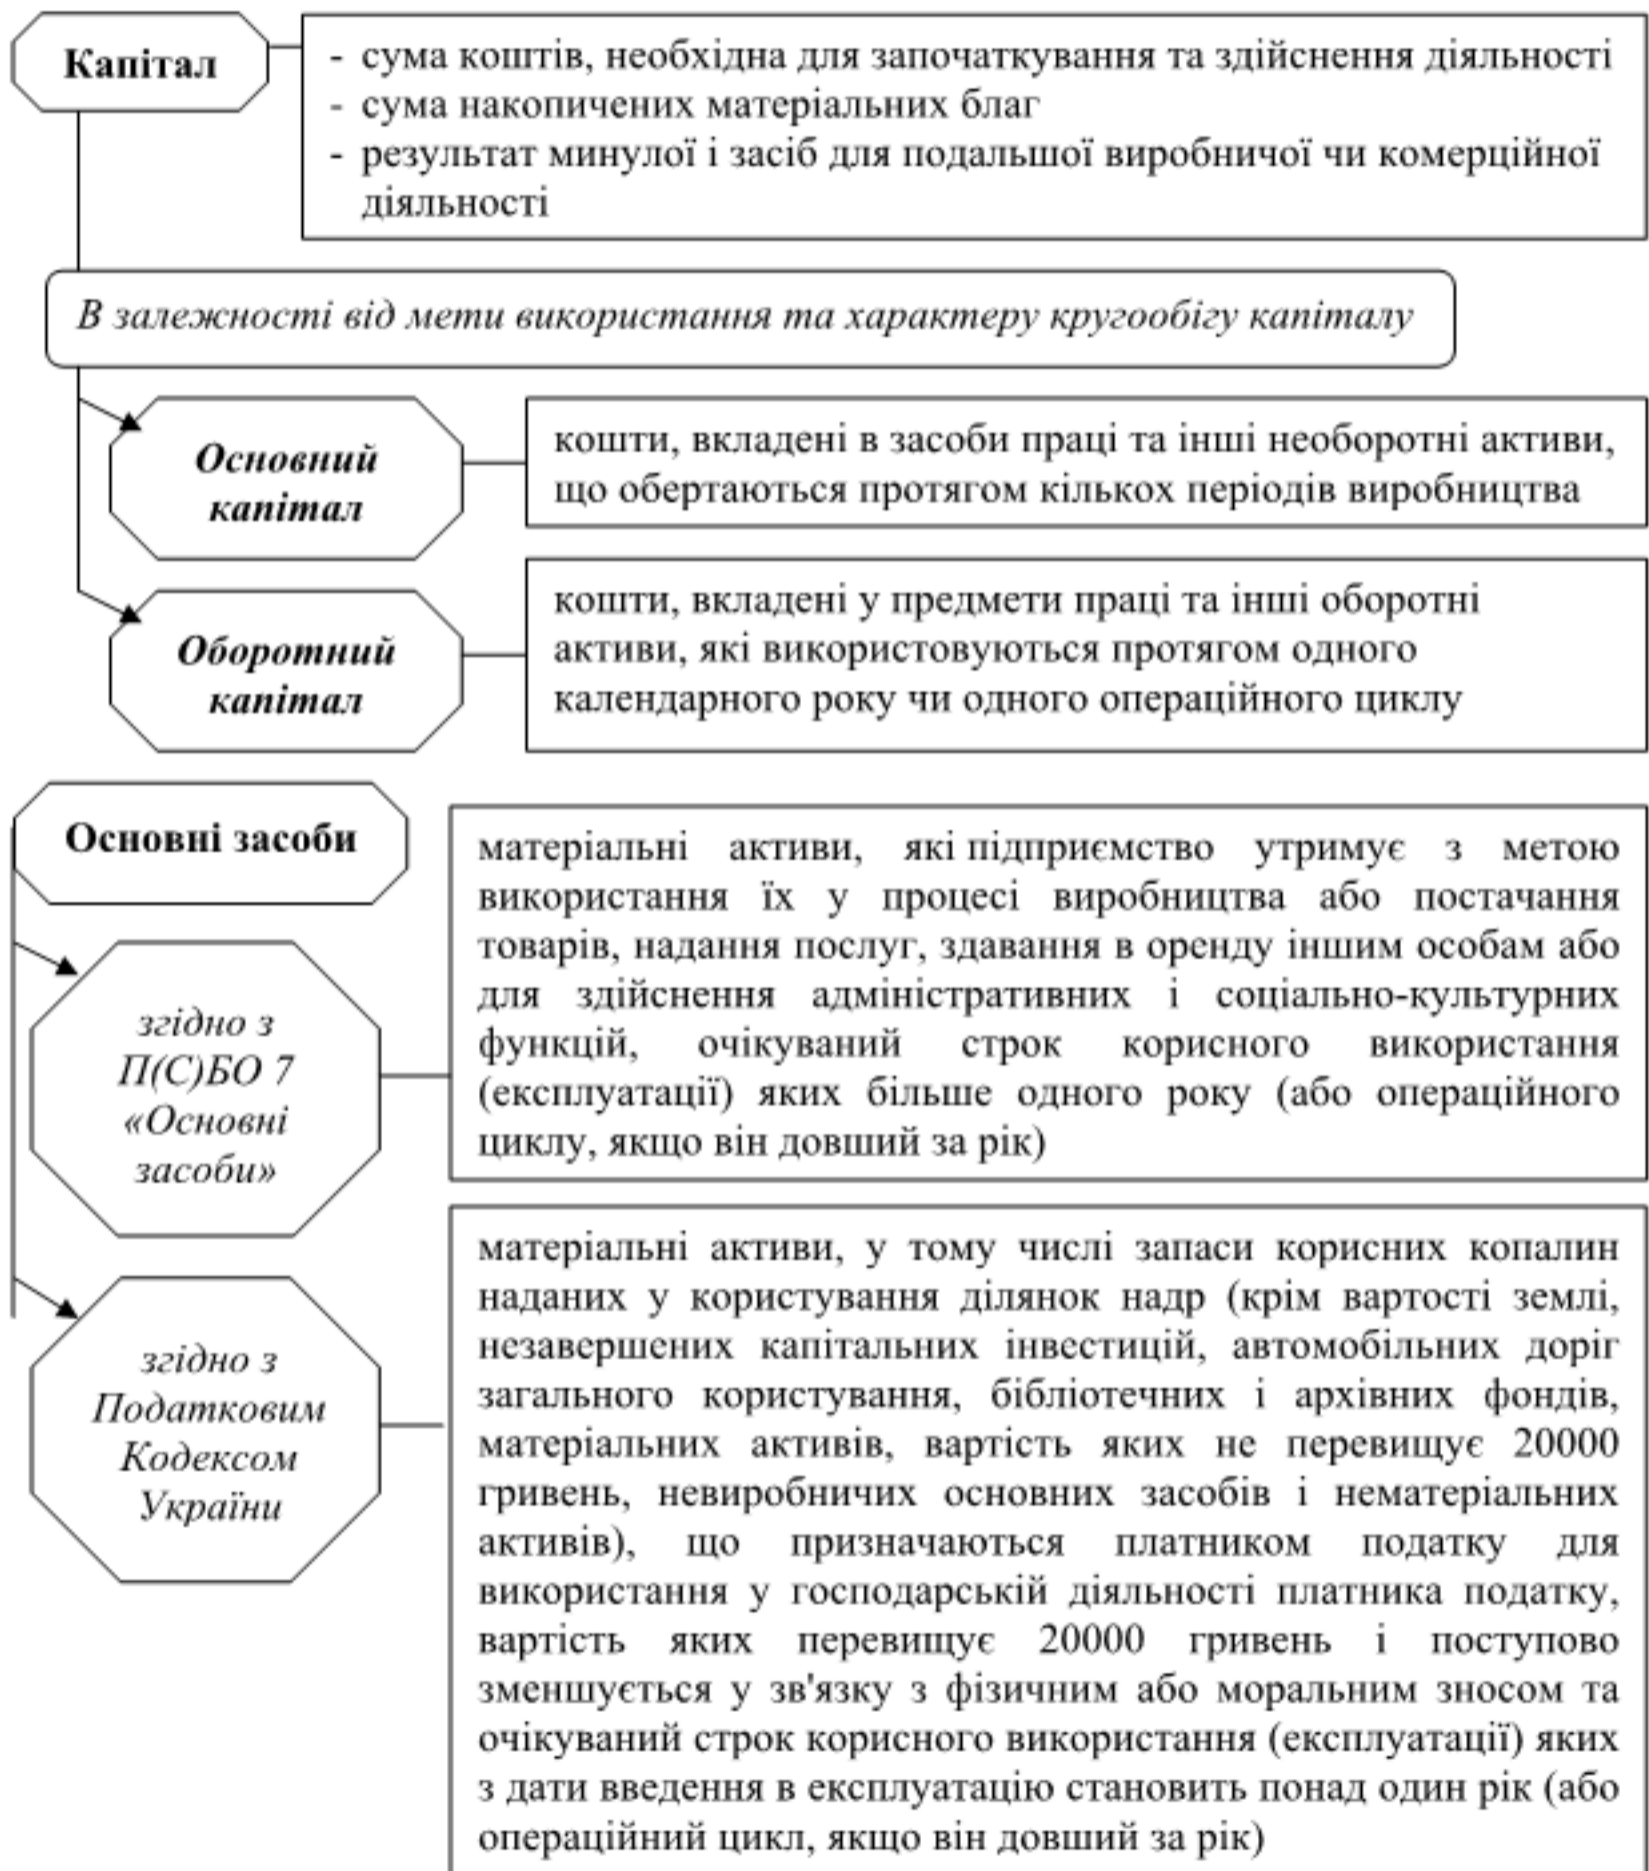 Капітал
- сума коштів, необхідна для започаткування та здійснення діяльності
- сума накопичених матеріальних благ
- результат минулої і засіб для подальшої виробничої чи комерційної
діяльності
В залежності від мети використання та характеру кругообігу капіталу
Основний
капітал
кошти, вкладені в засоби праці та інші необоротні активи,
що обертаються протягом кількох періодів виробництва
Оборотний
капітал
кошти, вкладені у предмети праці та інші оборотні
активи, які використовуються протягом одного
календарного року чи одного операційного циклу
Основні засоби
згідно з
П(С)БО 7
«Основні
засоби»
матеріальні активи, які підприємство утримує з метою
використання їх у процесі виробництва або постачання
товарів, надання послуг, здавання в оренду іншим особам або
для здійснення адміністративних і соціально-культурних
функцій, очікуваний строк корисного використання
(експлуатації) яких більше одного року (або операційного
циклу, якщо він довший за рік)
згідно з
Податковим
Кодексом
України
матеріальні активи, у тому числі запаси корисних копалин
наданих у користування ділянок надр (крім вартості землі,
незавершених капітальних інвестицій, автомобільних доріг
загального користування, бібліотечних і архівних фондів,
матеріальних активів, вартість яких не перевищує 20000
гривень, невиробничих основних засобів і нематеріальних
активів), що призначаються платником податку для
використання у господарській діяльності платника податку,
вартість яких перевищує 20000 гривень і поступово
зменшується у зв'язку з фізичним або моральним зносом та
очікуваний строк корисного використання (експлуатації) яких
з дати введення в експлуатацію становить понад один рік (або
операційний цикл, якщо він довший за рік)